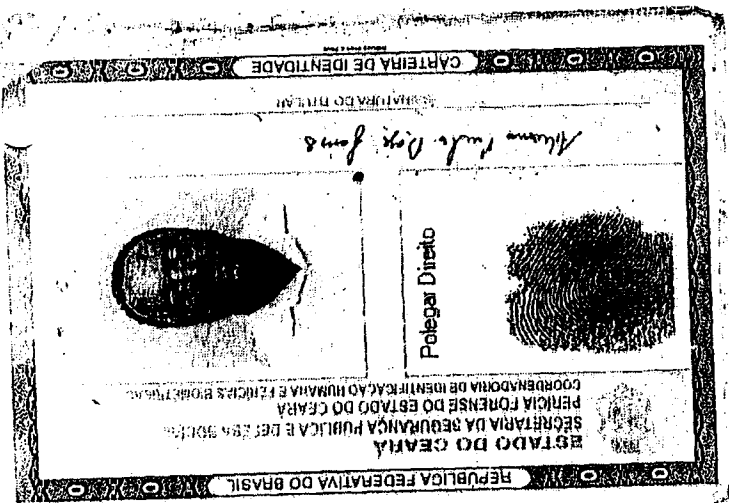 REPÚBLICA FEDERATIVA DO BRASIL
ESTADO DO CEARÁ
SECRETARIA DA SEGURANÇA PÚBLICA E DEFESA SOCIAL
PERÍCIA FORENSE DO ESTADO DO CEARÁ
COORDENADORIA DE IDENTIFICAÇÃO HUMANA E PERÍCIAS BIOMÉTRICAS
Polegar Direito
ASSINATURA DO TITULAR
CARTEIRA DE IDENTIDADE